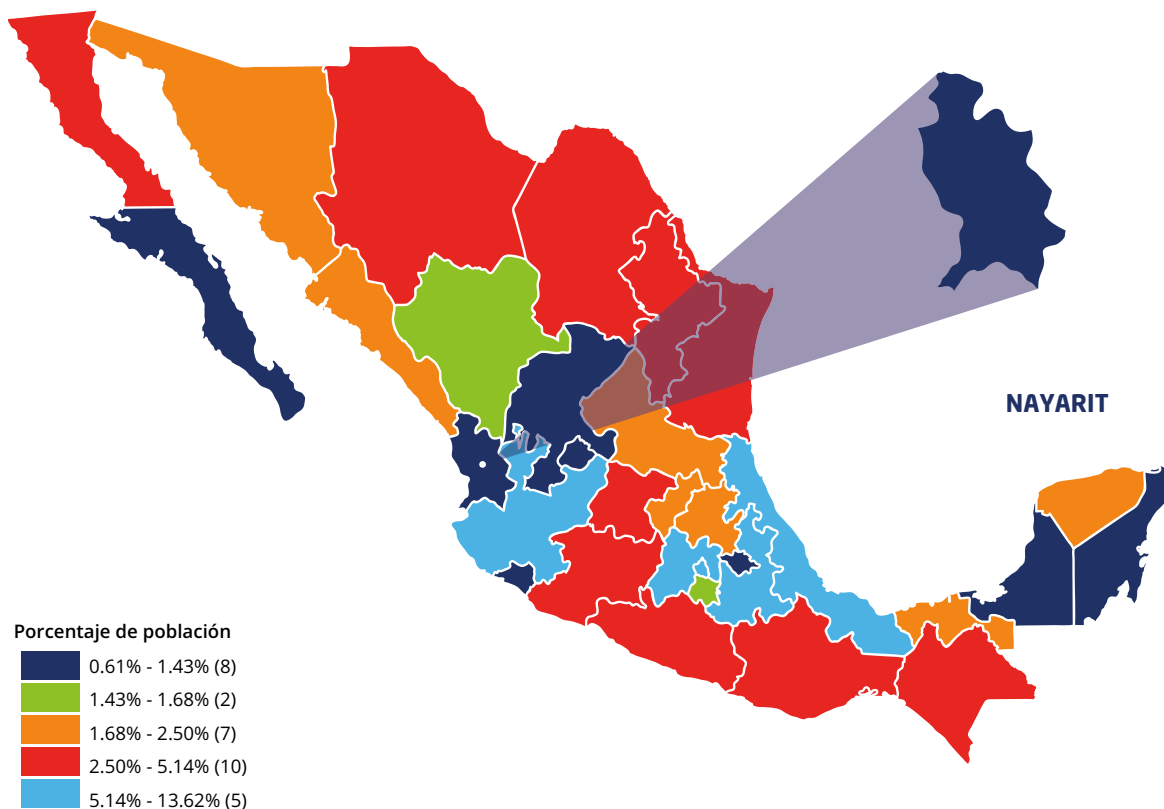 NAYARIT
Porcentaje de población
0.61% - 1.43% (8)
1.43% - 1.68% (2)
1.68% - 2.50% (7)
2.50% - 5.14% (10)
5.14% - 13.62% (5)